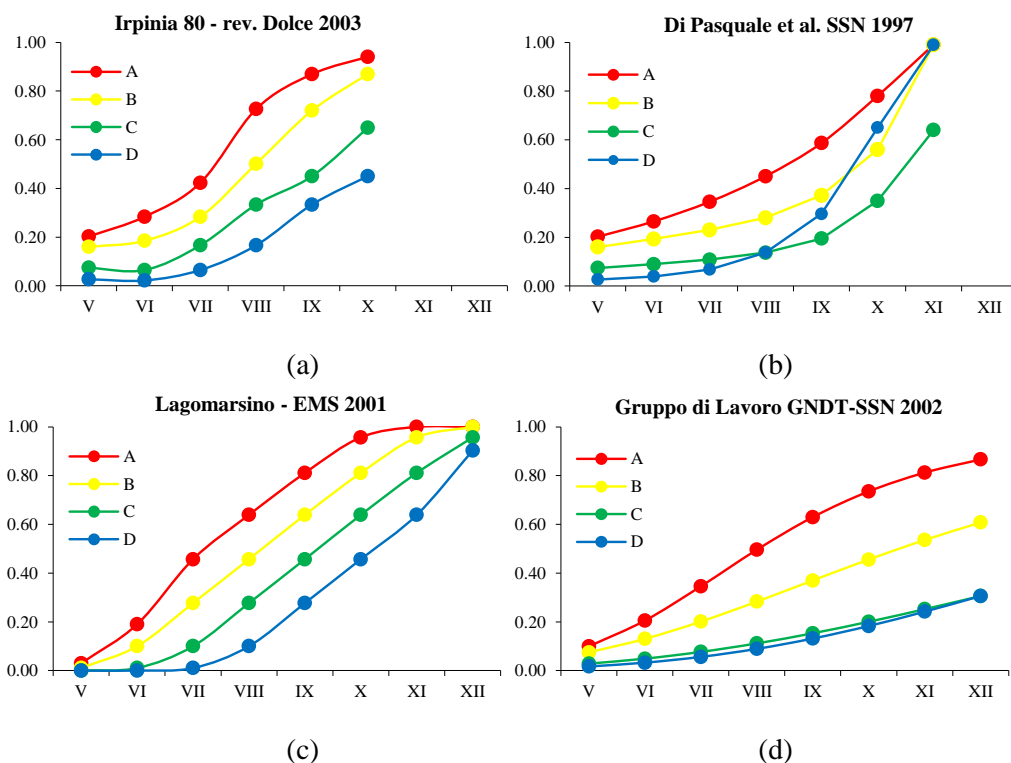 Irpinia 80 - rev. Dolce 2003
1.00
0.80
0.60
0.40
0.20
0.00
A
B
C
D
V VI VII VIII IX X XI XII
(a)
Di Pasquale et al. SSN 1997
1.00
0.80
0.60
0.40
0.20
0.00
A
B
C
D
V VI VII VIII IX X XI XII
(b)
Lagomarsino - EMS 2001
1.00
0.80
0.60
0.40
0.20
0.00
A
B
C
D
V VI VII VIII IX X XI XII
(c)
Gruppo di Lavoro GNDT-SSN 2002
1.00
0.80
0.60
0.40
0.20
0.00
A
B
C
D
V VI VII VIII IX X XI XII
(d)